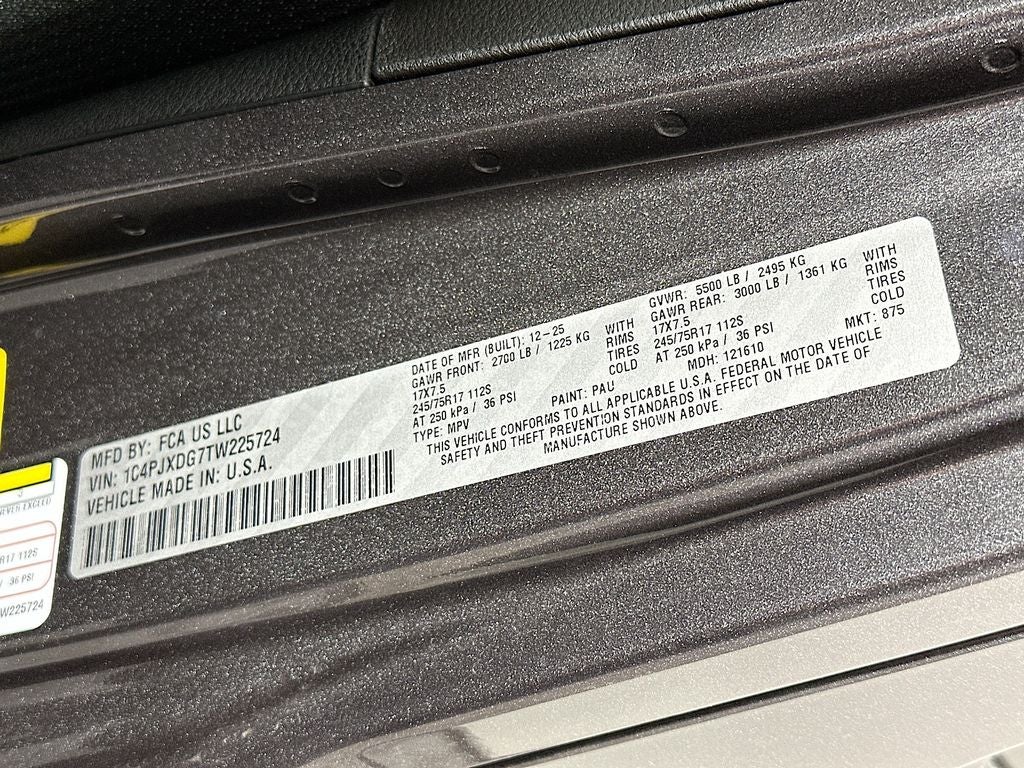 MFD BY: FCA US LLC
VIN: 1C4PJXDG7TW225724
VEHICLE MADE IN: U.S.A.
DATE OF MFR (BUILT): 12-25
GAWR FRONT: 2700 LB / 1225 KG WITH
17X7.5 RIMS
245/75R17 112S TIRES
AT 250 kPa / 36 PSI COLD
TYPE: MPV
PAINT: PAU
GVWR: 5500 LB / 2495 KG
GAWR REAR: 3000 LB / 1361 KG WITH
17X7.5 RIMS
245/75R17 112S TIRES
AT 250 kPa / 36 PSI COLD
MDH: 121610
MKT: 875
THIS VEHICLE CONFORMS TO ALL APPLICABLE U.S.A. FEDERAL MOTOR VEHICLE
SAFETY AND THEFT PREVENTION STANDARDS IN EFFECT ON THE DATE OF
MANUFACTURE SHOWN ABOVE.
EXCEED
R17 112S
/ 36 PSI
W225724